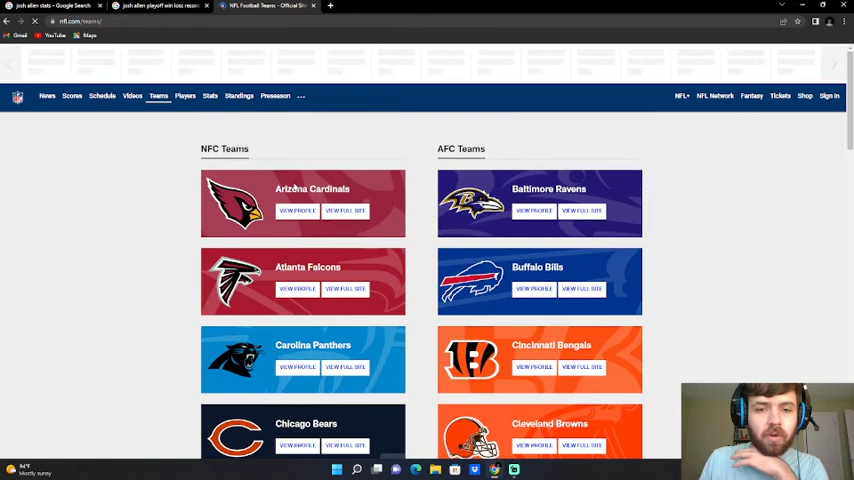 josh allen stats - Google Search
josh allen playoff win loss recor
NFL Football Teams - Official Sit
nfl.com/teams/
Gmail
YouTube
Maps
News
Scores
Schedule
Videos
Teams
Players
Stats
Standings
Preseason
...
NFL+
NFL Network
Fantasy
Tickets
Shop
Sign In
NFC Teams
AFC Teams
Arizona Cardinals
VIEW PROFILE
VIEW FULL SITE
Baltimore Ravens
VIEW PROFILE
VIEW FULL SITE
Atlanta Falcons
VIEW PROFILE
VIEW FULL SITE
Buffalo Bills
VIEW PROFILE
VIEW FULL SITE
Carolina Panthers
VIEW PROFILE
VIEW FULL SITE
Cincinnati Bengals
VIEW PROFILE
VIEW FULL SITE
Chicago Bears
VIEW PROFILE
VIEW FULL SITE
Cleveland Browns
VIEW PROFILE
VIEW FULL SITE
94°F
Mostly sunny